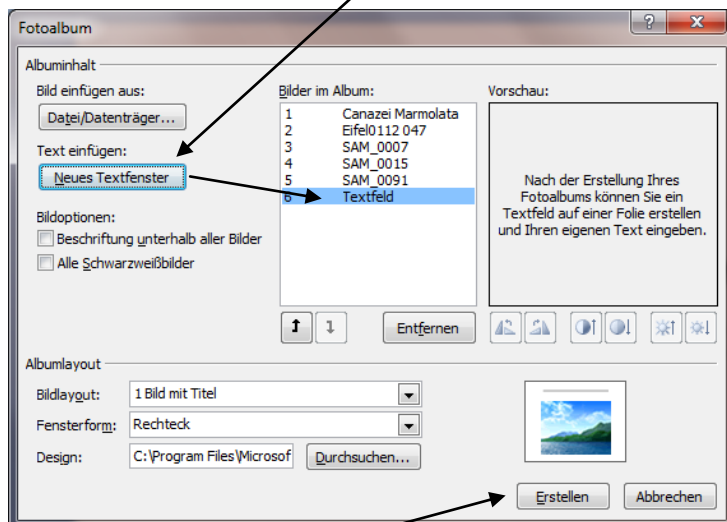 Fotoalbum
Albuminhalt
Bild einfügen aus:
Datei/Datenträger...
Text einfügen:
Neues Textfenster
Bildoptionen:
Beschriftung unterhalb aller Bilder
Alle Schwarzweißbilder
Bilder im Album:
1 Canazei Marmolata
2 Eifel0112 047
3 SAM_0007
4 SAM_0015
5 SAM_0091
6 Textfeld
Entfernen
Vorschau:
Nach der Erstellung Ihres
Fotoalbums können Sie ein
Textfeld auf einer Folie erstellen
und Ihren eigenen Text eingeben.
Albumlayout
Bildlayout: 1 Bild mit Titel
Fensterform: Rechteck
Design: C:\Program Files\Microsof Durchsuchen...
Erstellen Abbrechen